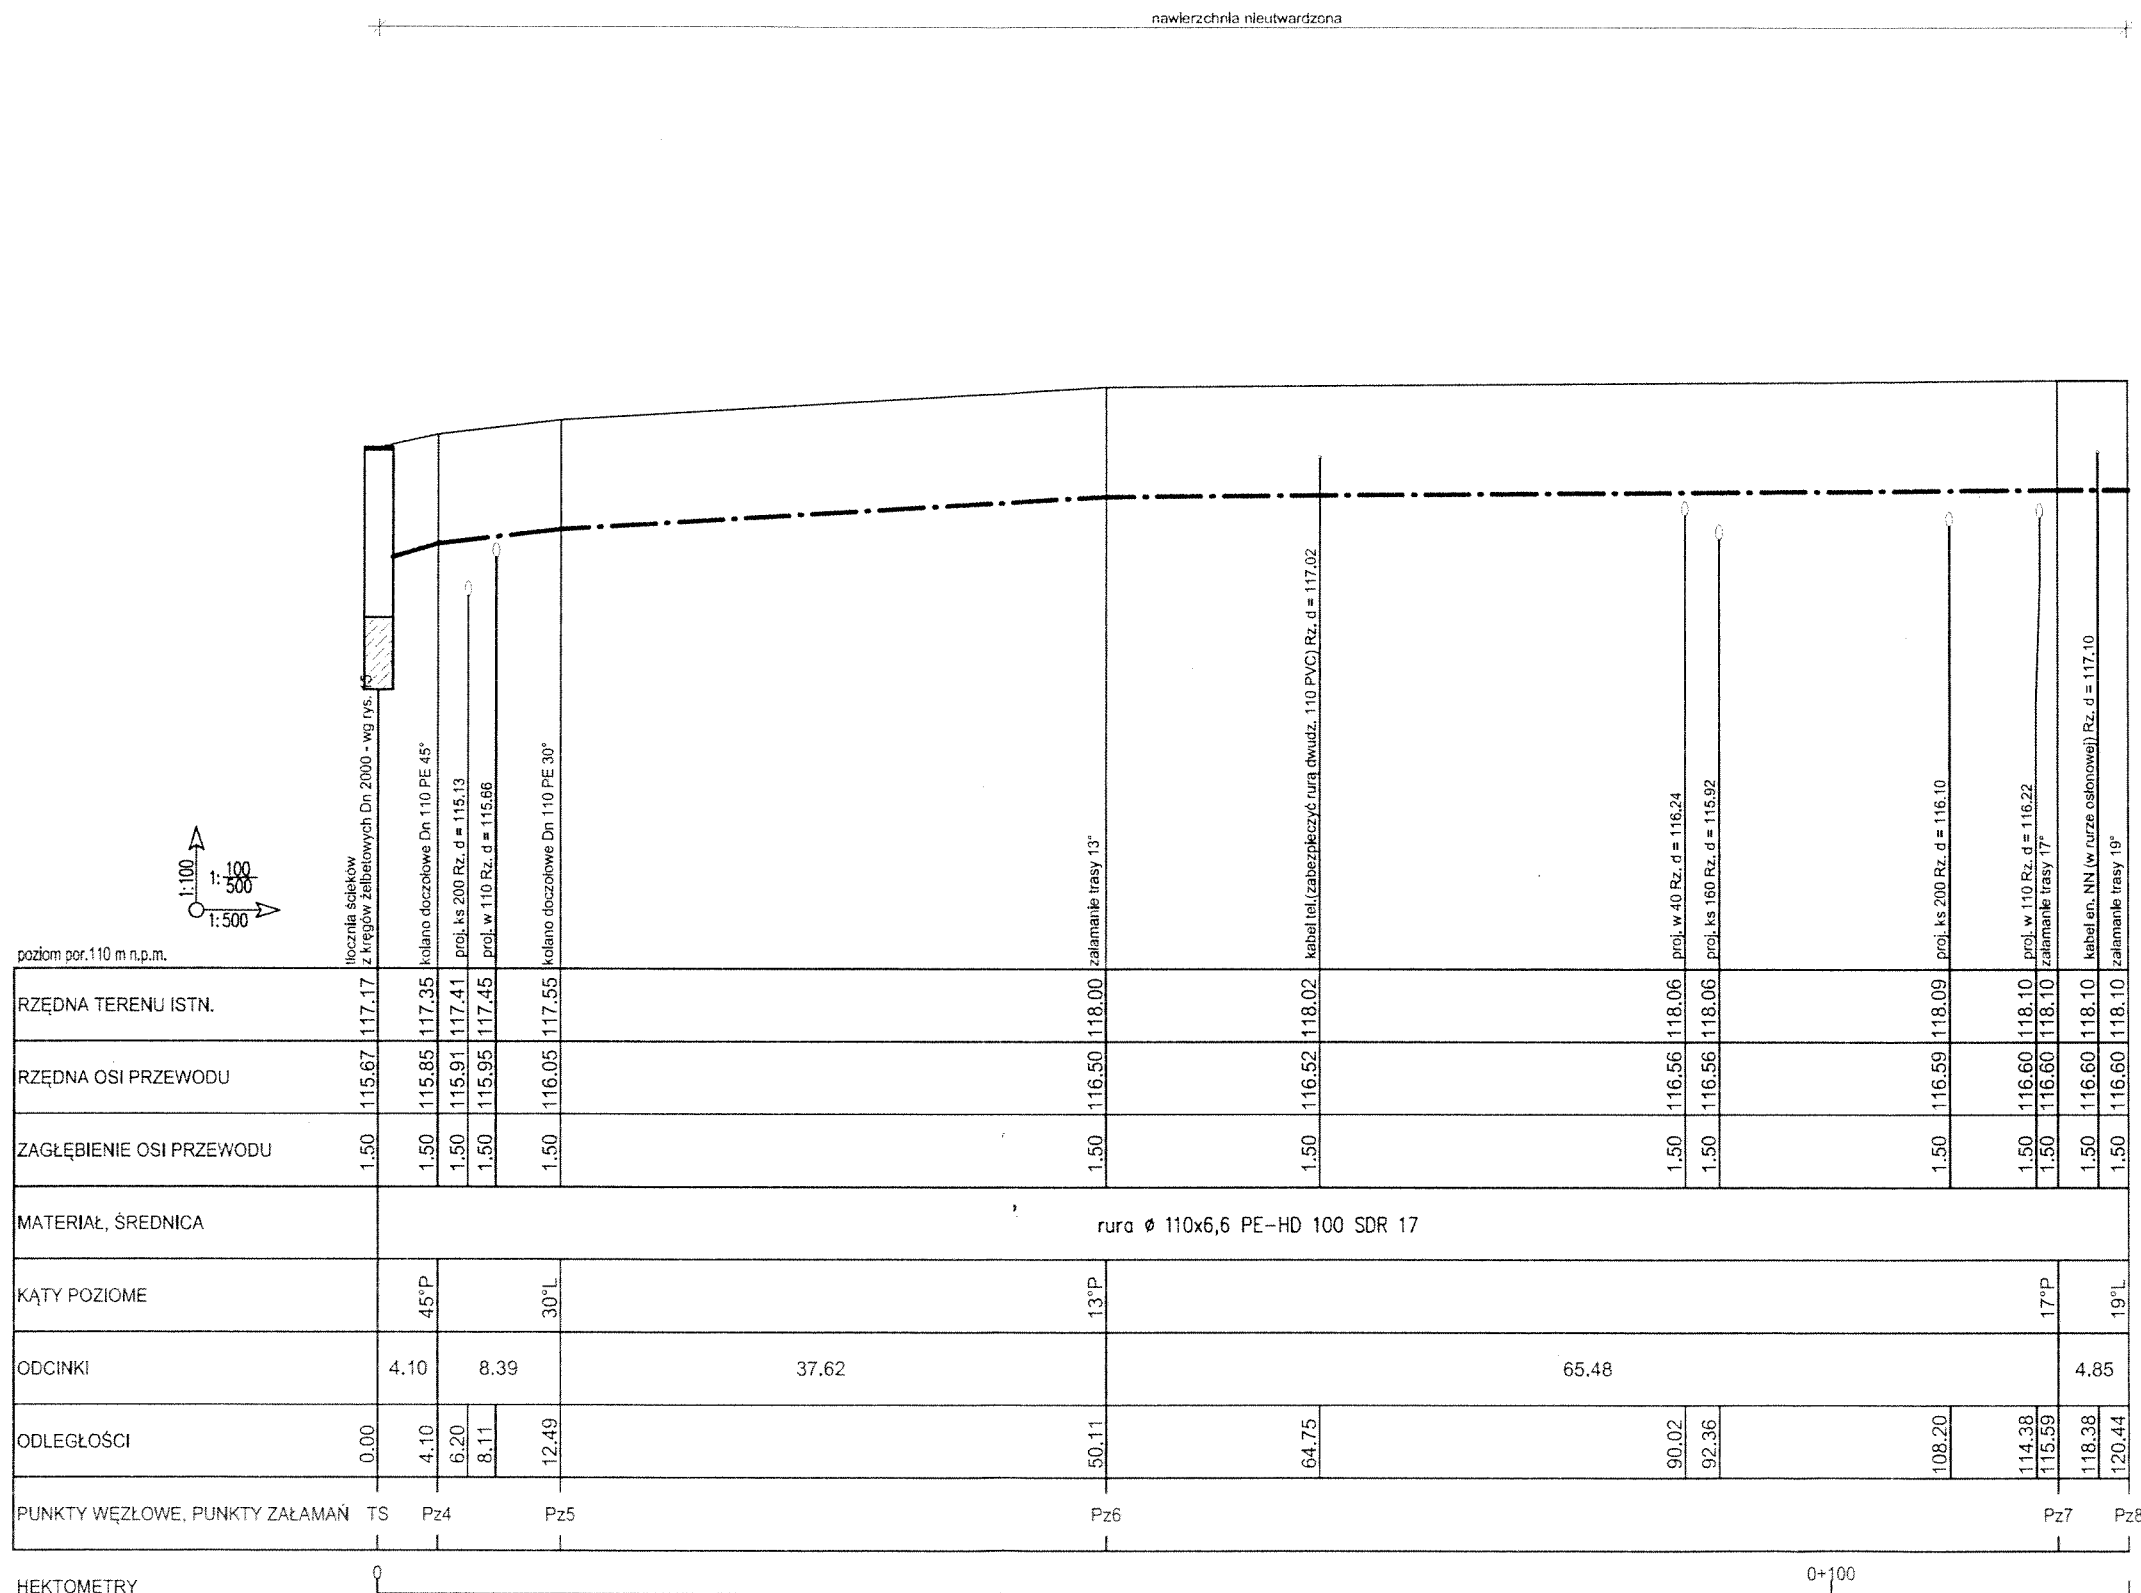 nawierzchnia nieutwardzona
tłocznia ścieków
z kręgów żelbetowych Dn 2000 - wg rys. 15
kolano doczołowe Dn 110 PE 45°
proj. ks 200 Rz. d = 115.13
proj. w 110 Rz. d = 115.66
kolano doczołowe Dn 110 PE 30°
załamanie trasy 13°
kabel tel.(zabezpieczyć rurą dwudz. 110 PVC) Rz. d = 117.02
proj. w 40 Rz. d = 116.24
proj. ks 160 Rz. d = 115.92
proj. ks 200 Rz. d = 116.10
proj. w 110 Rz. d = 116.22
załamanie trasy 17°
kabel en. NN (w rurze osłonowej) Rz. d = 117.10
załamanie trasy 19°
1:100
1: 100
500
1:500
poziom por.110 m n.p.m.
RZĘDNA TERENU ISTN. 117.17 117.35 117.41 117.45 117.55 118.00 118.02 118.06 118.06 118.09 118.10 118.10 118.10 118.10
RZĘDNA OSI PRZEWODU 115.67 115.85 115.91 115.95 116.05 116.50 116.52 116.56 116.56 116.59 116.60 116.60 116.60 116.60
ZAGŁĘBIENIE OSI PRZEWODU 1.50 1.50 1.50 1.50 1.50 1.50 1.50 1.50 1.50 1.50 1.50 1.50 1.50 1.50
MATERIAŁ, ŚREDNICA rura ø 110x6,6 PE-HD 100 SDR 17
KĄTY POZIOME 45°P 30°L 13°P 17°P 19°L
ODCINKI 4.10 8.39 37.62 65.48 4.85
ODLEGŁOŚCI 0.00 4.10 6.20 8.11 12.49 50.11 64.75 90.02 92.36 108.20 114.38 115.59 118.38 120.44
PUNKTY WĘZŁOWE, PUNKTY ZAŁAMAŃ TS Pz4 Pz5 Pz6 Pz7 Pz8
HEKTOMETRY 0 0+100